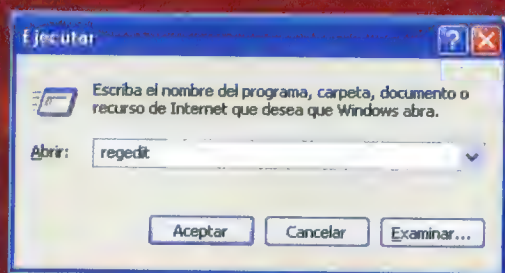 Ejecutar
Escriba el nombre del programa, carpeta, documento o
recurso de Internet que desea que Windows abra.
Abrir: regedit
Aceptar Cancelar Examinar...